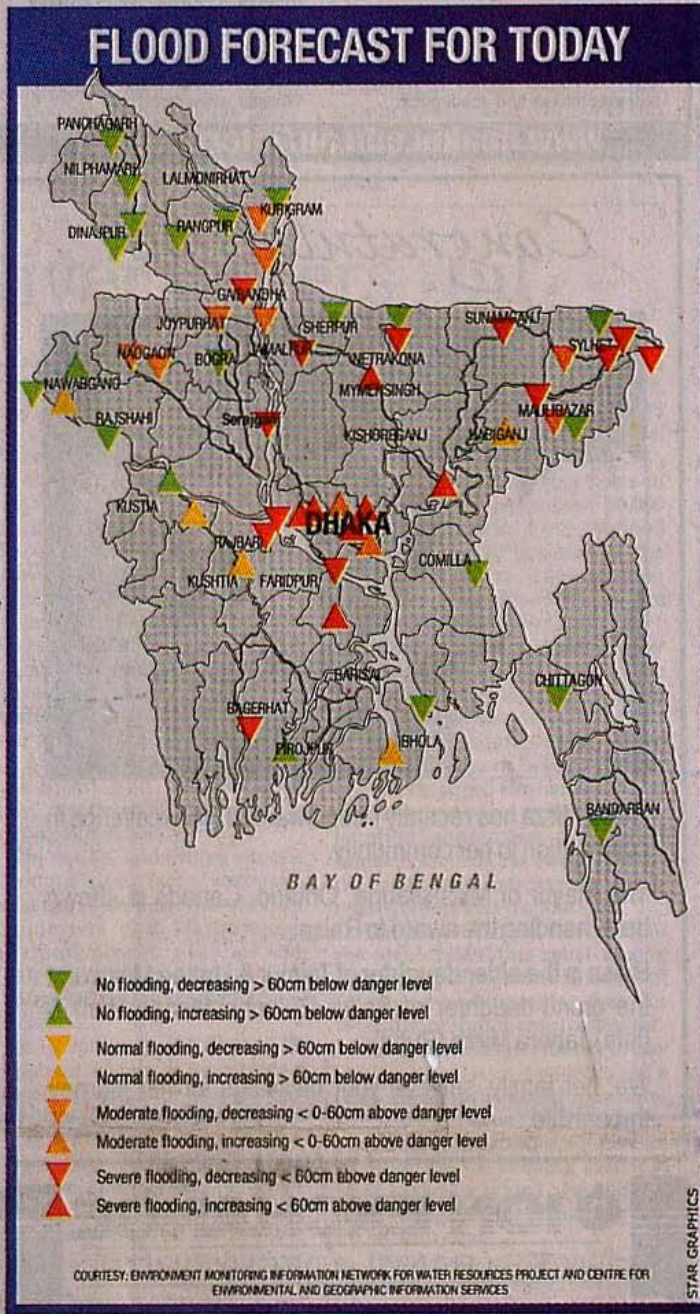 FLOOD FORECAST FOR TODAY
PANCHAGARH
NILPHAMARI
LALMONIRHAT
KURIGRAM
DINAJPUR
RANGPUR
GAIBANDHA
JOYPURHAT
SHERPUR
SUNAMGANJ
SYLHET
NAOGAON
BOGRA
JAMALPUR
NETRAKONA
NAWABGANG
MYMENSINGH
MAULIBAZAR
RAJSHAHI
Serajganj
KISHOREGANJ
HABIGANJ
KUSTIA
DHAKA
RAJBARI
COMILLA
KUSHTIA
FARIDPUR
BARISAL
CHITTAGON
BAGERHAT
PIROJPUR
BHOLA
BANDARBAN
BAY OF BENGAL
No flooding, decreasing > 60cm below danger level
No flooding, increasing > 60cm below danger level
Normal flooding, decreasing > 60cm below danger level
Normal flooding, increasing > 60cm below danger level
Moderate flooding, decreasing < 0-60cm above danger level
Moderate flooding, increasing < 0-60cm above danger level
Severe flooding, decreasing < 60cm above danger level
Severe flooding, increasing < 60cm above danger level
STAR GRAPHICS
COURTESY: ENVIRONMENT MONITORING INFORMATION NETWORK FOR WATER RESOURCES PROJECT AND CENTRE FOR
ENVIRONMENTAL AND GEOGRAPHIC INFORMATION SERVICES